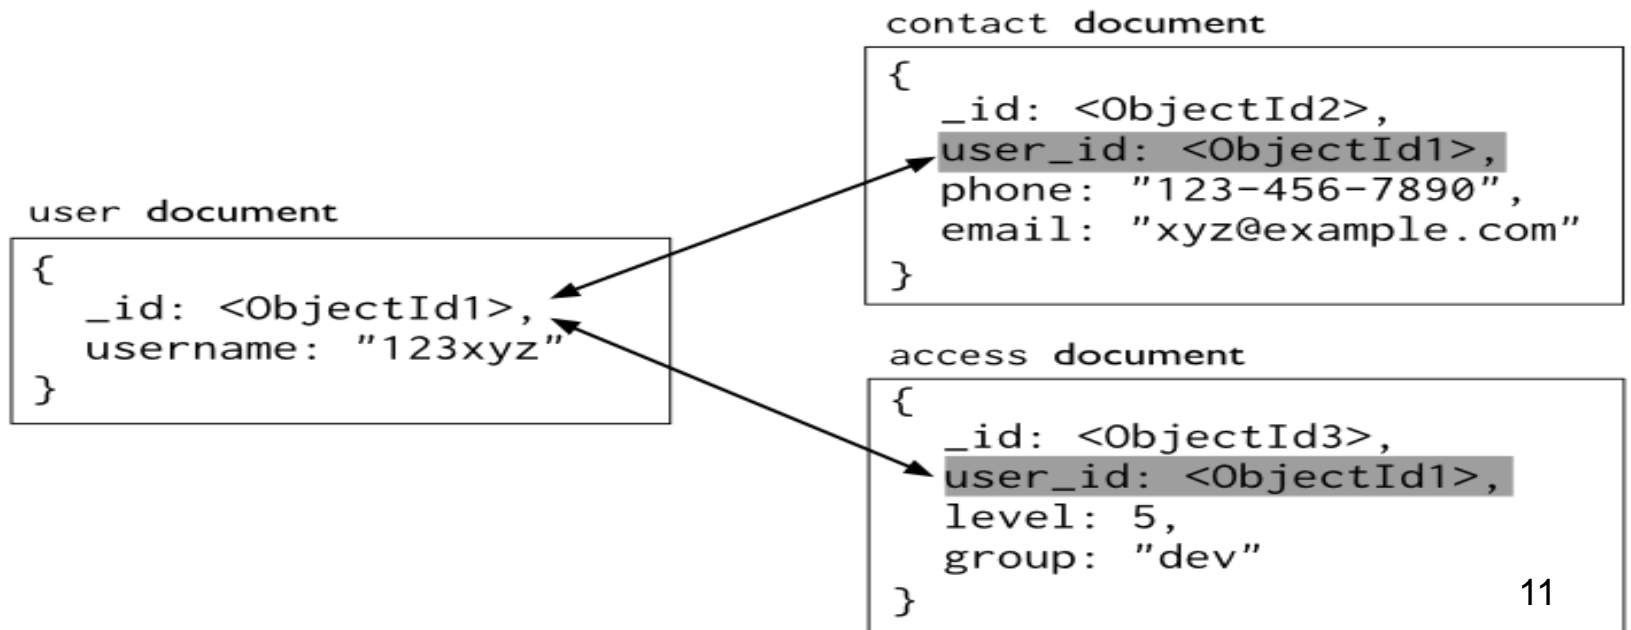 user document
{
_id: <ObjectId1>,
username: "123xyz"
}
contact document
{
_id: <ObjectId2>,
user_id: <ObjectId1>,
phone: "123-456-7890",
email: "xyz@example.com"
}
access document
{
_id: <ObjectId3>,
user_id: <ObjectId1>,
level: 5,
group: "dev"
}
11